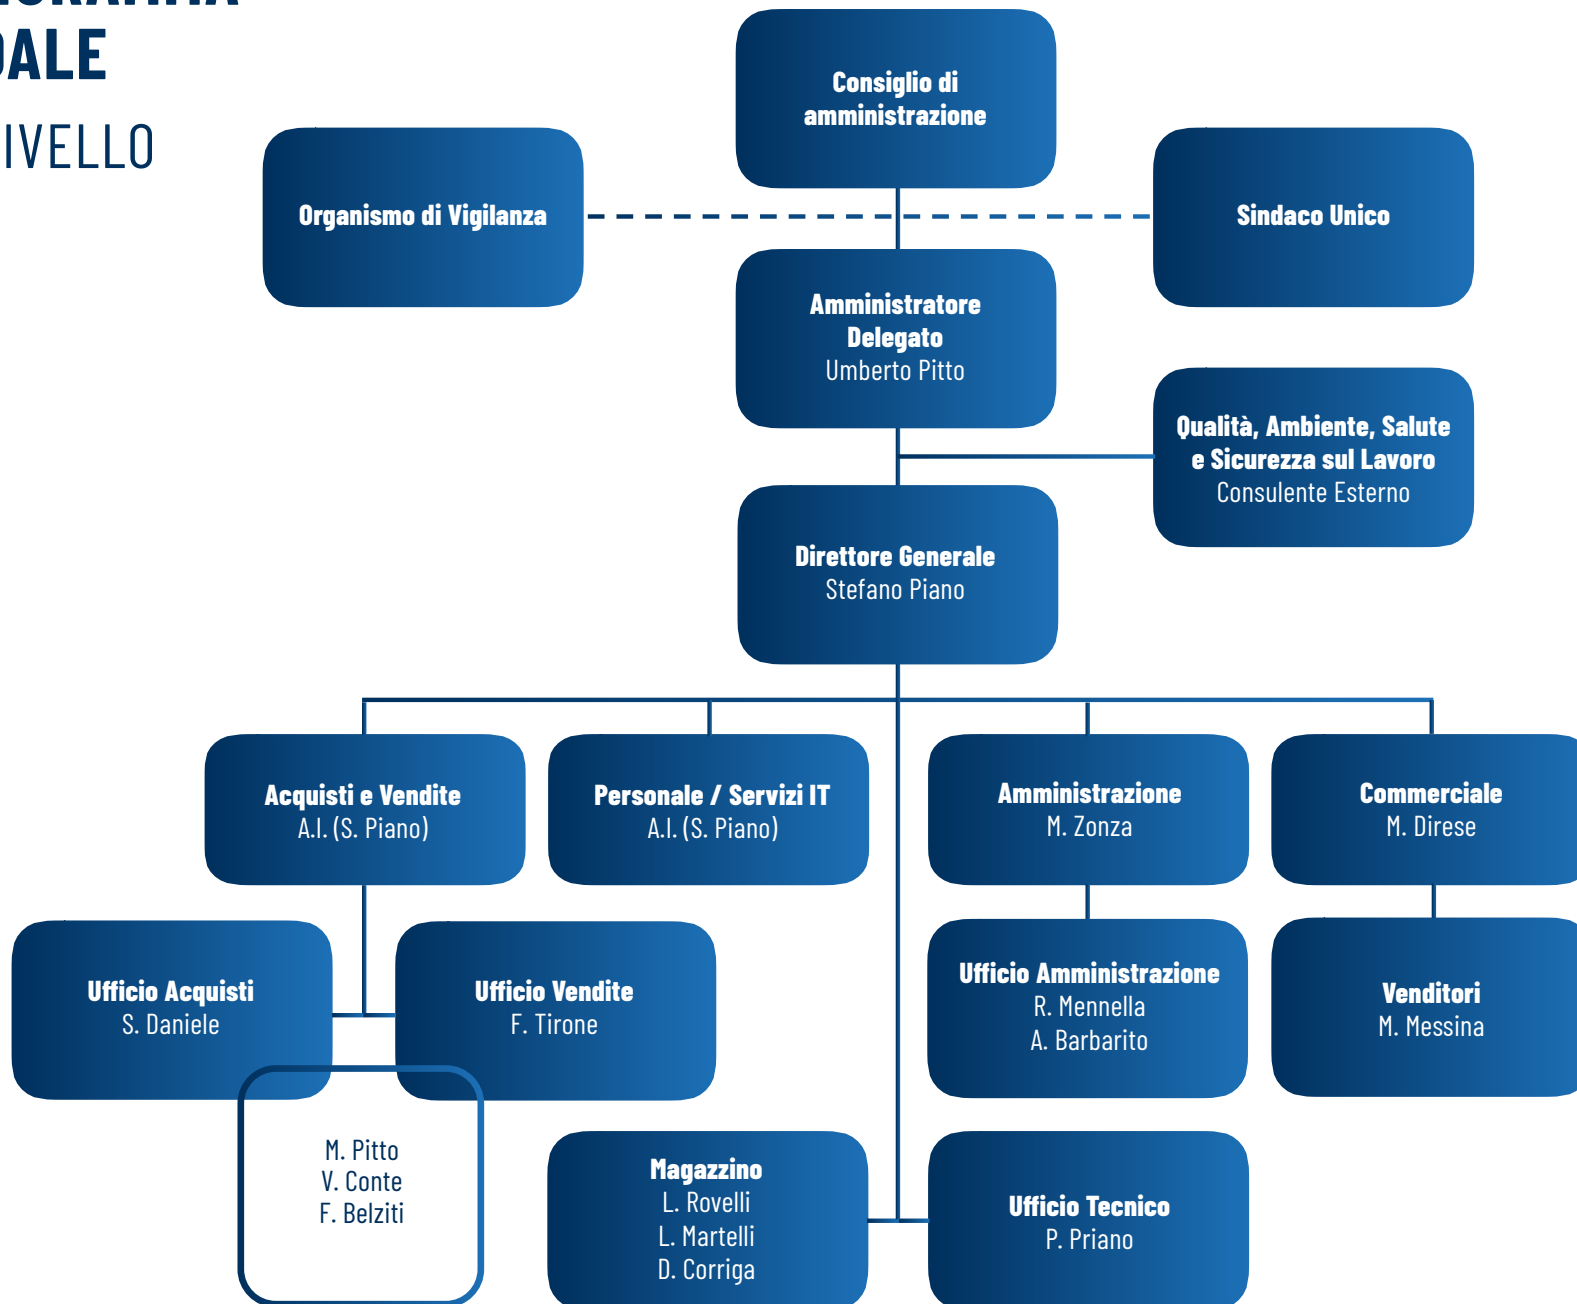 DALE
IVELLO
Consiglio di
amministrazione
Organismo di Vigilanza
Sindaco Unico
Amministratore
Delegato
Umberto Pitto
Qualità, Ambiente, Salute
e Sicurezza sul Lavoro
Consulente Esterno
Direttore Generale
Stefano Piano
Acquisti e Vendite
A.I. (S. Piano)
Personale / Servizi IT
A.I. (S. Piano)
Amministrazione
M. Zonza
Commerciale
M. Direse
Ufficio Acquisti
S. Daniele
Ufficio Vendite
F. Tirone
Ufficio Amministrazione
R. Mennella
A. Barbarito
Venditori
M. Messina
M. Pitto
V. Conte
F. Belziti
Magazzino
L. Rovelli
L. Martelli
D. Corriga
Ufficio Tecnico
P. Priano